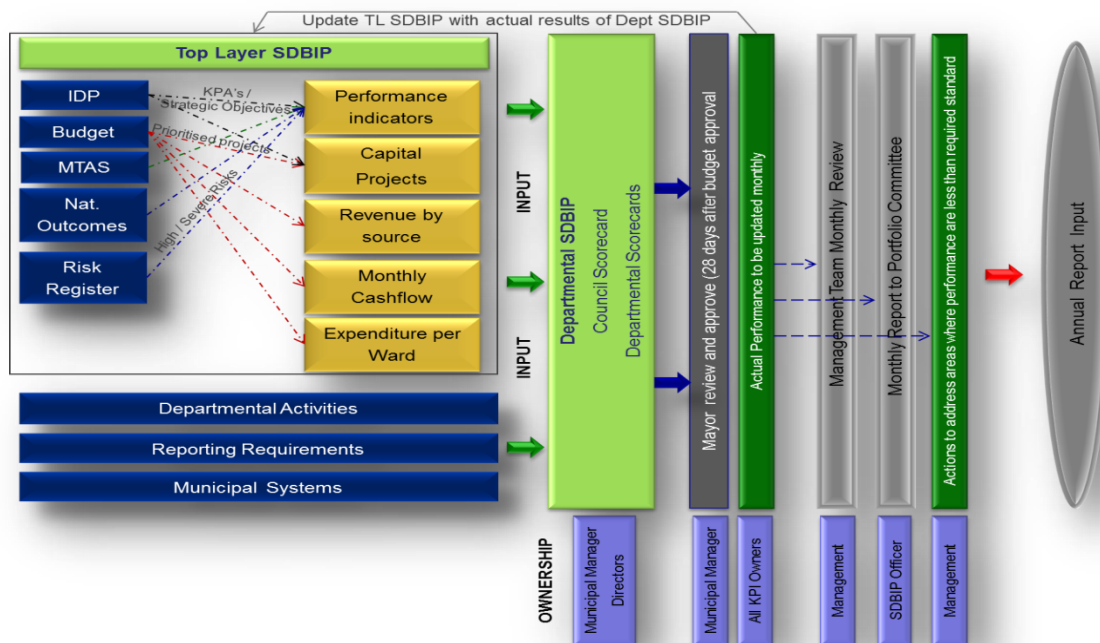 Update TL SDBIP with actual results of Dept SDBIP
Top Layer SDBIP
IDP
Budget
MTAS
Nat.
Outcomes
Risk
Register
KPA's /
Strategic Objectives
Prioritised projects
High / Severe Risks
Performance
indicators
Capital
Projects
Revenue by
source
Monthly
Cashflow
Expenditure per
Ward
Departmental Activities
Reporting Requirements
Municipal Systems
INPUT
INPUT
Departmental SDBIP
Council Scorecard
Departmental Scorecards
Mayor review and approve (28 days after budget approval
Actual Performance to be updated monthly
Management Team Monthly Review
Monthly Report to Portfolio Committee
Actions to address areas where performance are less than required standard
Annual Report Input
OWNERSHIP
Municipal Manager
Directors
Municipal Manager
All KPI Owners
Management
SDBIP Officer
Management